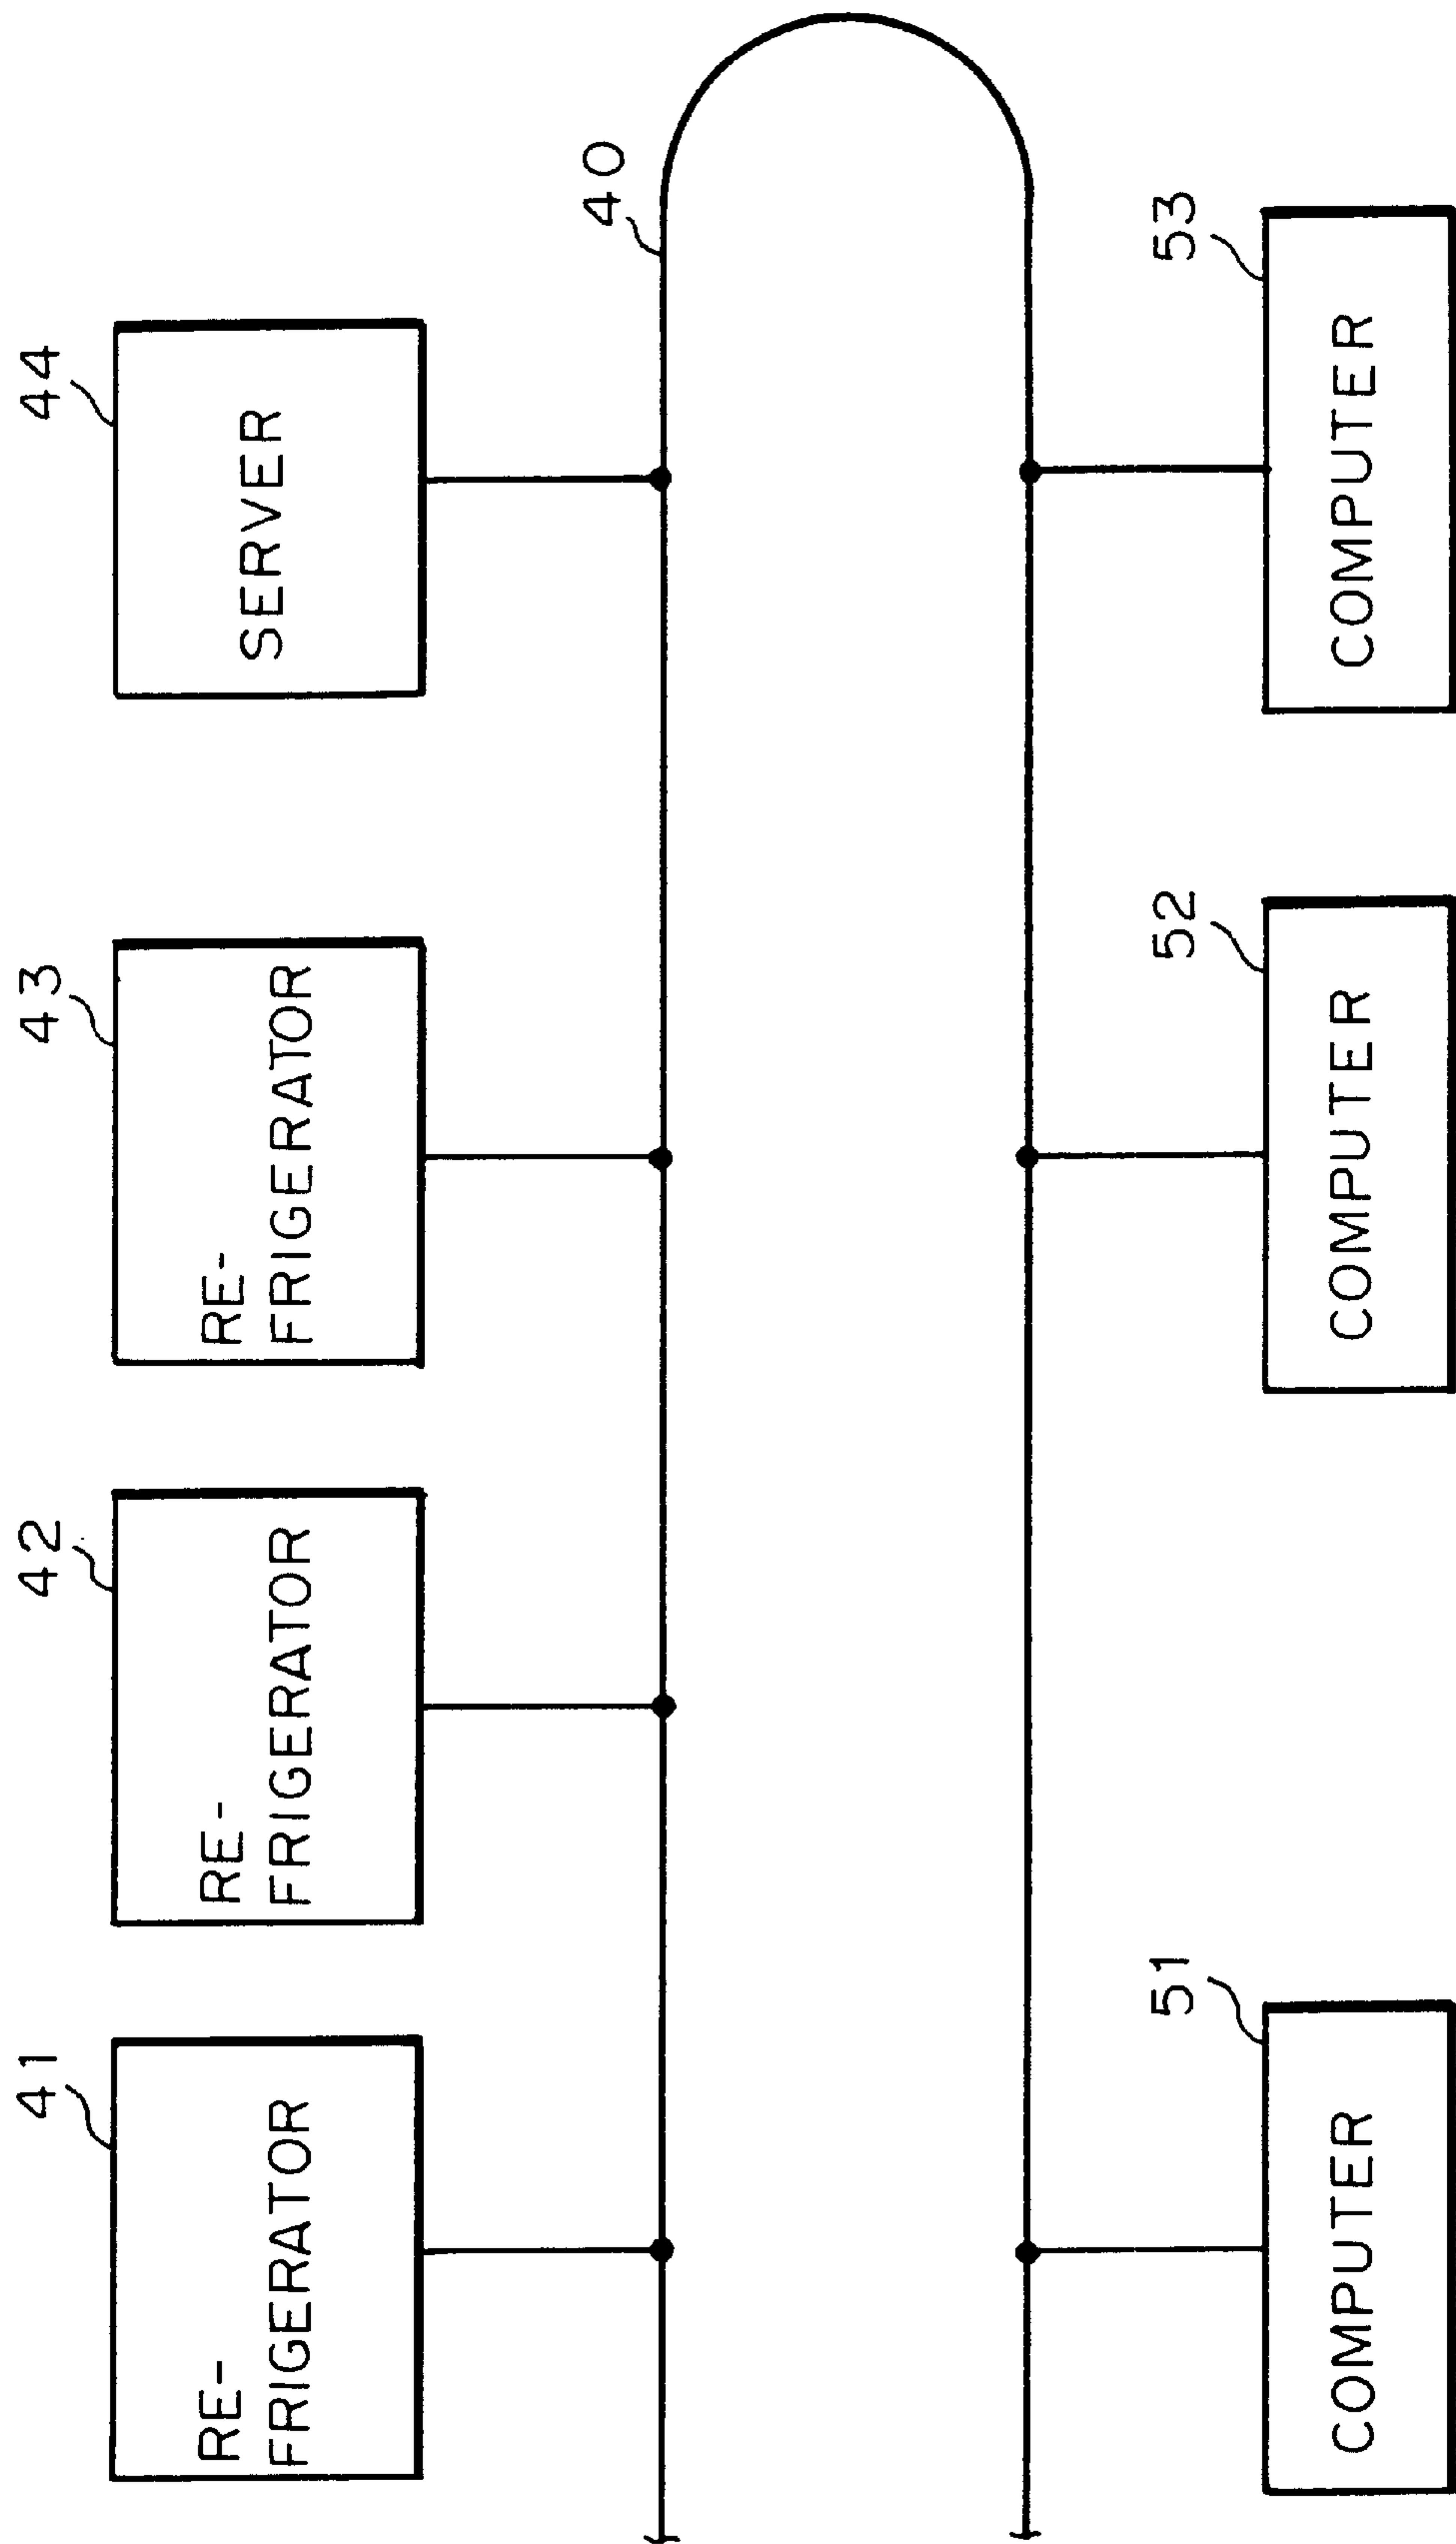 41
RE-
FRIGERATOR
42
RE-
FRIGERATOR
43
RE-
FRIGERATOR
44
SERVER
40
51
COMPUTER
52
COMPUTER
53
COMPUTER